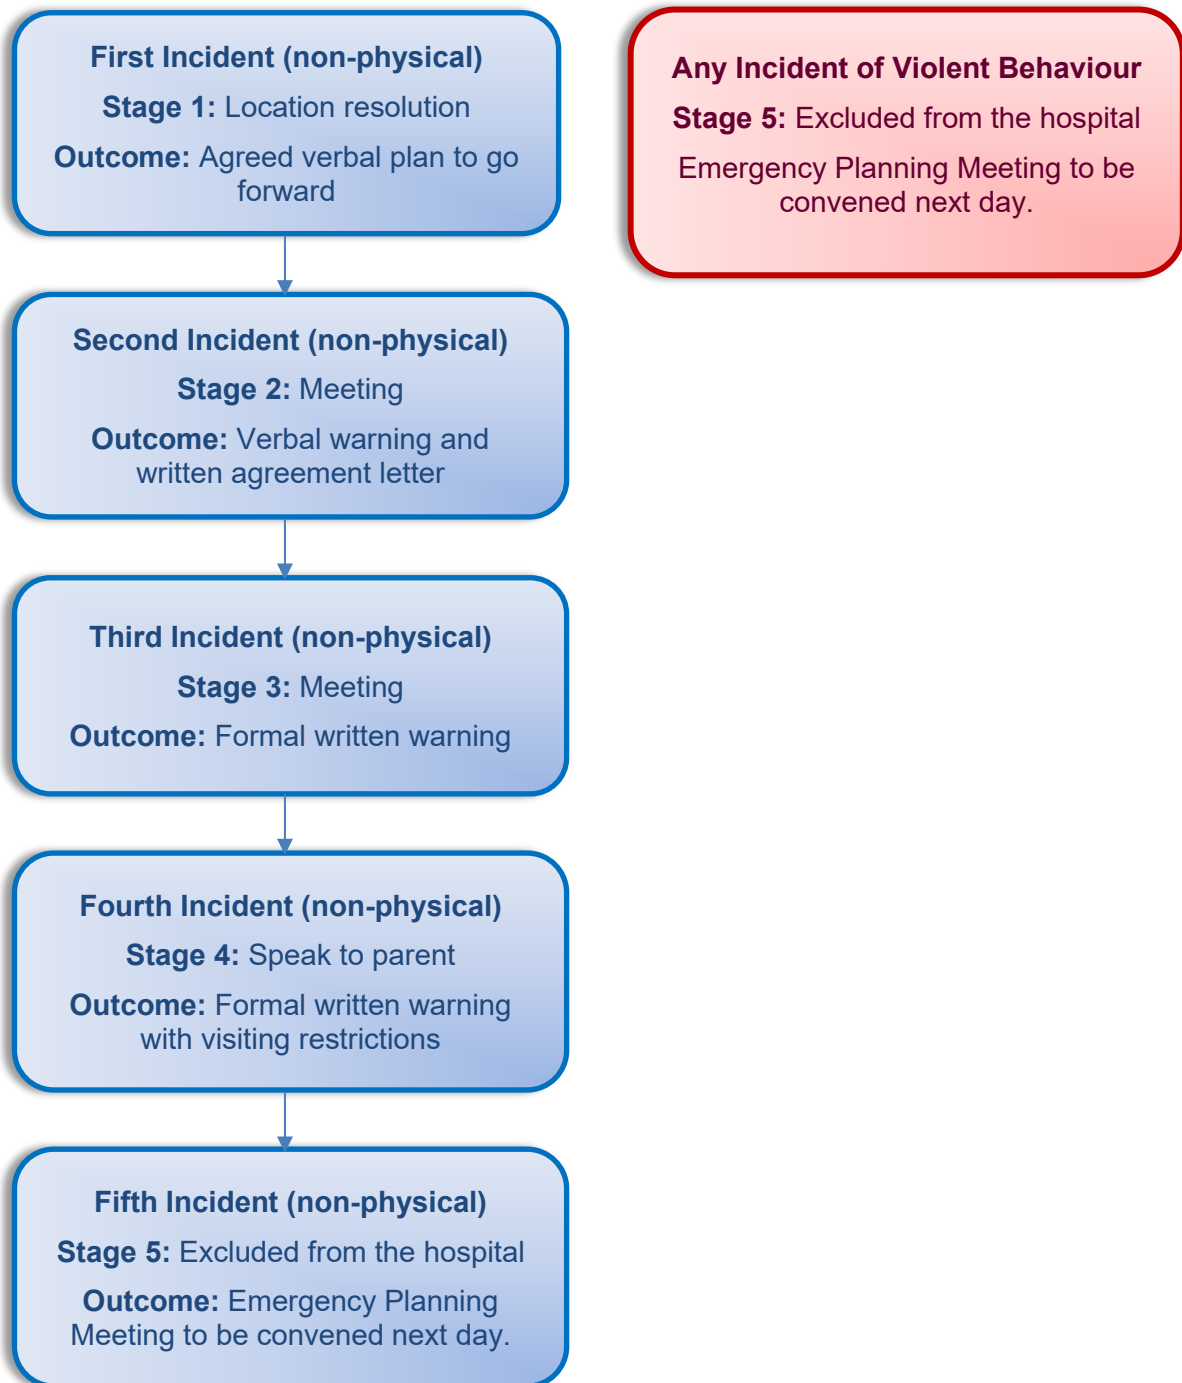 First Incident (non-physical)
Stage 1: Location resolution
Outcome: Agreed verbal plan to go
forward
Any Incident of Violent Behaviour
Stage 5: Excluded from the hospital
Emergency Planning Meeting to be
convened next day.
Second Incident (non-physical)
Stage 2: Meeting
Outcome: Verbal warning and
written agreement letter
Third Incident (non-physical)
Stage 3: Meeting
Outcome: Formal written warning
Fourth Incident (non-physical)
Stage 4: Speak to parent
Outcome: Formal written warning
with visiting restrictions
Fifth Incident (non-physical)
Stage 5: Excluded from the hospital
Outcome: Emergency Planning
Meeting to be convened next day.